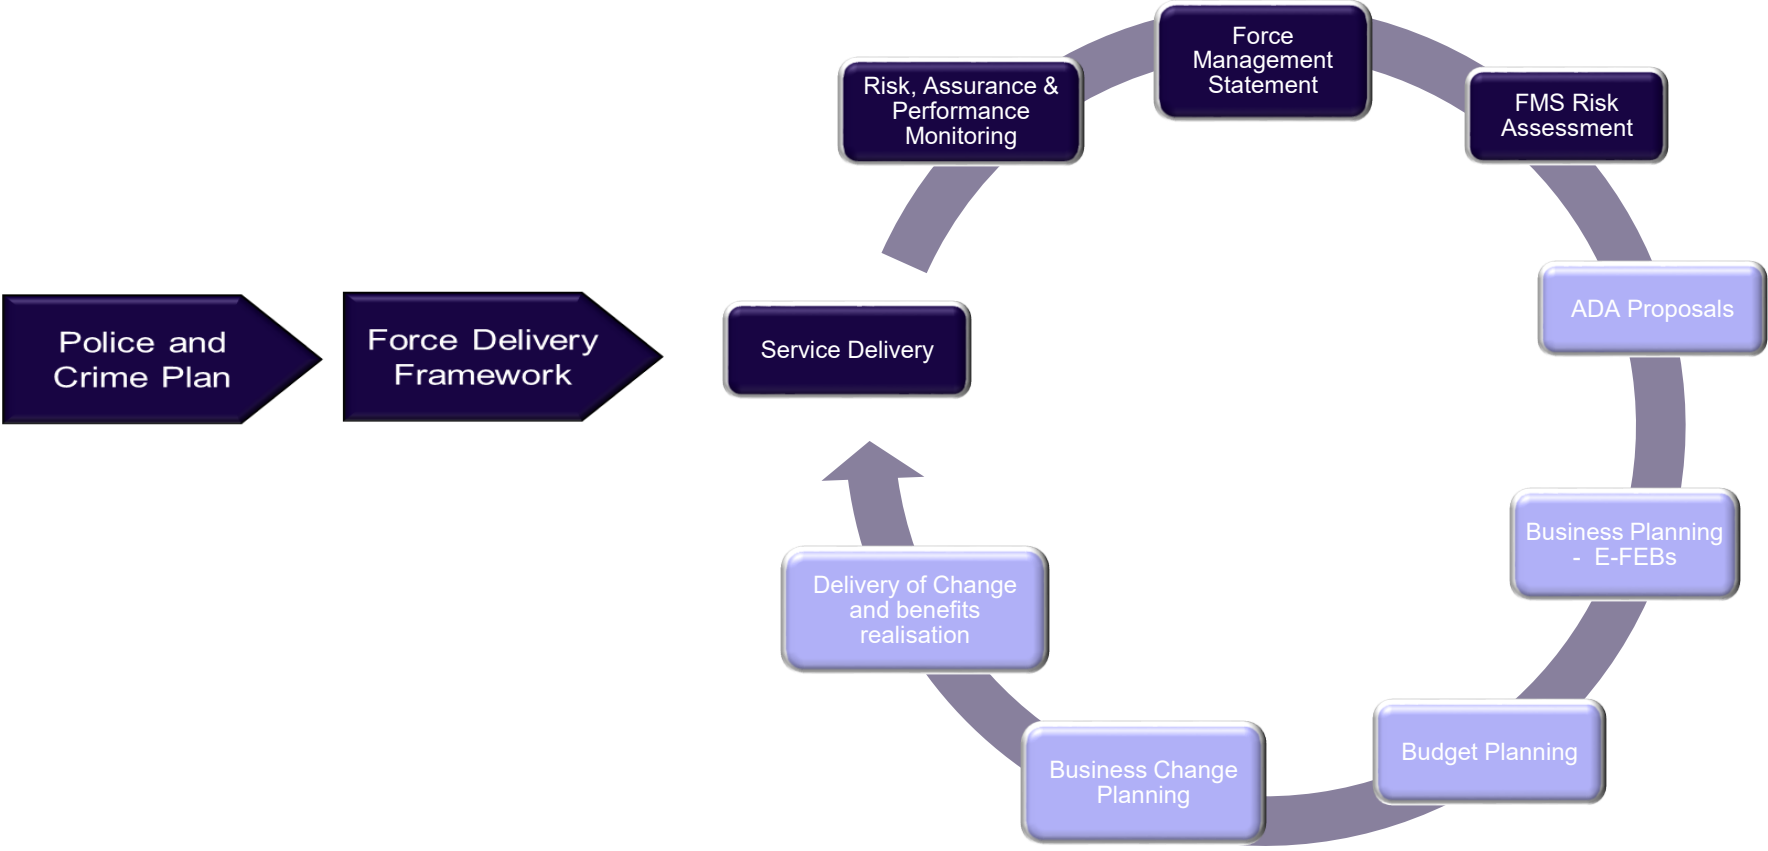 Police and
Crime Plan
Force Delivery
Framework
Service Delivery
Risk, Assurance &
Performance
Monitoring
Force
Management
Statement
FMS Risk
Assessment
ADA Proposals
Business Planning
- E-FEBs
Budget Planning
Business Change
Planning
Delivery of Change
and benefits
realisation